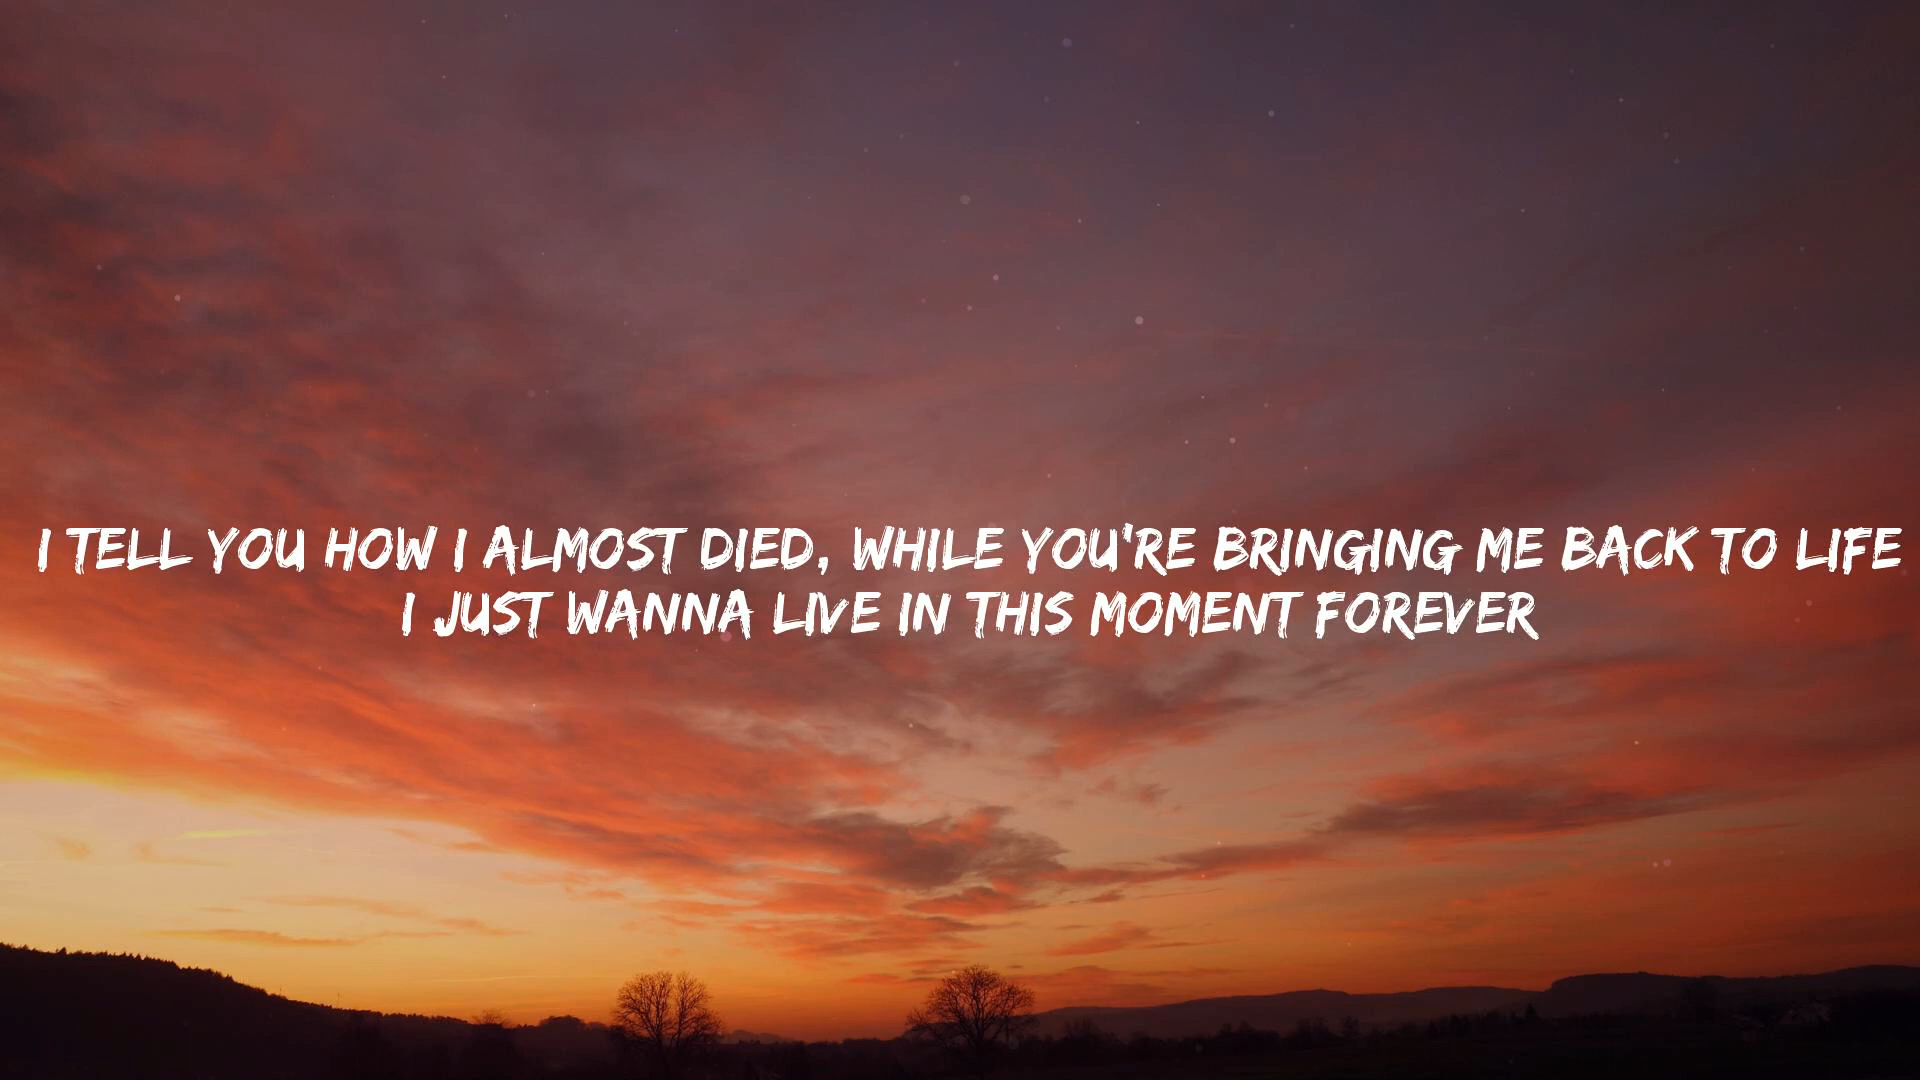 I TELL YOU HOW I ALMOST DIED, WHILE YOU'RE BRINGING ME BACK TO LIFE
I JUST WANNA LIVE IN THIS MOMENT FOREVER